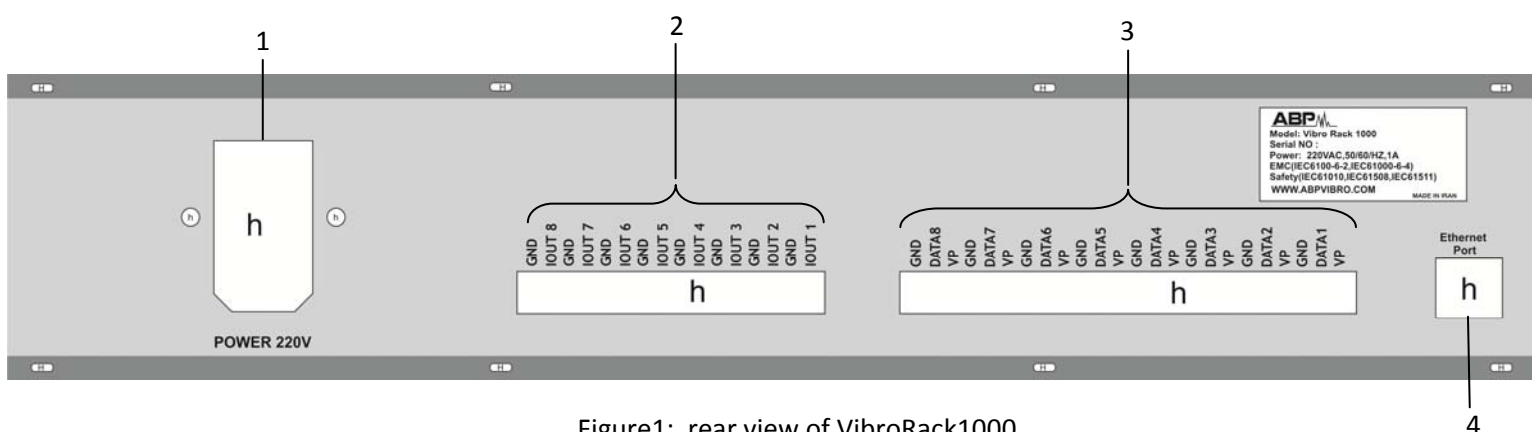 1
2
3
H H H H
ABP
Model: Vibro Rack 1000
Serial NO :
Power: 220VAC,50/60/HZ,1A
EMC(IEC6100-6-2,IEC61000-6-4)
Safety(IEC61010,IEC61508,IEC61511)
WWW.ABPVIBRO.COM
MADE IN IRAN
h
h
h
POWER 220V
GND
IOUT 8
GND
IOUT 7
GND
IOUT 6
GND
IOUT 5
GND
IOUT 4
GND
IOUT 3
GND
IOUT 2
GND
IOUT 1
h
GND
DATA8
VP
GND
DATA7
VP
GND
DATA6
VP
GND
DATA5
VP
GND
DATA4
VP
GND
DATA3
VP
GND
DATA2
VP
GND
DATA1
VP
h
Ethernet
Port
h
H H H H
4
Figure1: rear view of VibroRack1000